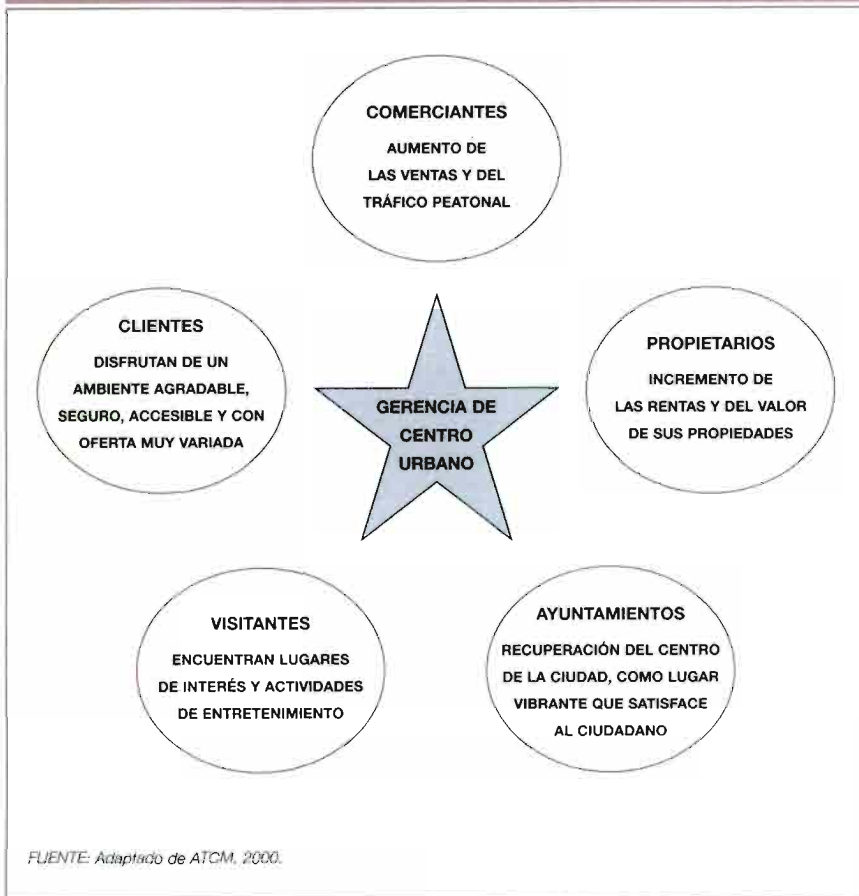 COMERCIANTES
AUMENTO DE
LAS VENTAS Y DEL
TRÁFICO PEATONAL
CLIENTES
DISFRUTAN DE UN
AMBIENTE AGRADABLE,
SEGURO, ACCESIBLE Y CON
OFERTA MUY VARIADA
GERENCIA DE
CENTRO
URBANO
PROPIETARIOS
INCREMENTO DE
LAS RENTAS Y DEL VALOR
DE SUS PROPIEDADES
VISITANTES
ENCUENTRAN LUGARES
DE INTERÉS Y ACTIVIDADES
DE ENTRETENIMIENTO
AYUNTAMIENTOS
RECUPERACIÓN DEL CENTRO
DE LA CIUDAD, COMO LUGAR
VIBRANTE QUE SATISFACE
AL CIUDADANO
FUENTE: Adaptado de ATCM, 2000.